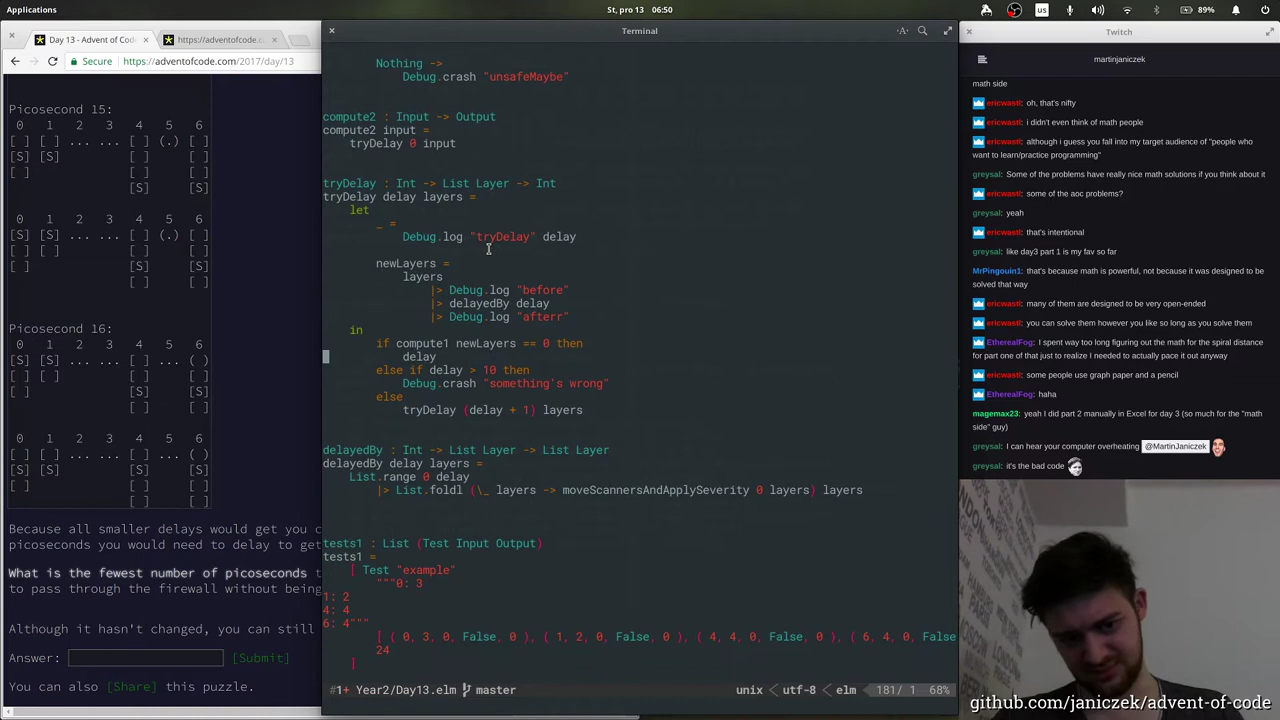 Applications
St, pro 13   06:50
us
89%
Day 13 - Advent of Cod
https://adventofcode.c
Secure
https://adventofcode.com/2017/day/13
Picosecond 15:
0   1   2   3   4   5   6
[ ] [ ] ... ... [ ] (.) [ ]
[S] [S]         [ ]     [ ]
[ ]             [ ]     [ ]
                [S]     [S]
0   1   2   3   4   5   6
[S] [S] ... ... [ ] (.) [ ]
[ ] [ ]         [ ]     [ ]
[ ]             [S]     [S]
                [ ]     [ ]
Picosecond 16:
0   1   2   3   4   5   6
[S] [S] ... ... [ ] ... [ ]
[ ] [ ]         [ ]     [ ]
[ ]             [S]     [S]
                [ ]     [ ]
0   1   2   3   4   5   6
[ ] [ ] ... ... [ ] ... ( )
[S] [S]         [S]     [S]
[ ]             [ ]     [ ]
                [ ]     [ ]
Because all smaller delays would get you c
picoseconds you would need to delay to get
What is the fewest number of picoseconds t
to pass through the firewall without being
Although it hasn't changed, you can still
Answer: [Submit]
You can also [Share] this puzzle.
Terminal
Nothing ->
Debug.crash "unsafeMaybe"
compute2 : Input -> Output
compute2 input =
tryDelay 0 input
tryDelay : Int -> List Layer -> Int
tryDelay delay layers =
let
_ =
Debug.log "tryDelay" delay
newLayers =
layers
|> Debug.log "before"
|> delayedBy delay
|> Debug.log "afterr"
in
if compute1 newLayers == 0 then
delay
else if delay > 10 then
Debug.crash "something's wrong"
else
tryDelay (delay + 1) layers
delayedBy : Int -> List Layer -> List Layer
delayedBy delay layers =
List.range 0 delay
|> List.foldl (\_ layers -> moveScannersAndApplySeverity 0 layers) layers
tests1 : List (Test Input Output)
tests1 =
[ Test "example"
"""0: 3
1: 2
4: 4
6: 4"""
[ ( 0, 3, 0, False, 0 ), ( 1, 2, 0, False, 0 ), ( 4, 4, 0, False, 0 ), ( 6, 4, 0, False
24
]
#1+ Year2/Day13.elm master   unix < utf-8 < elm   181/ 1  68%
Twitch
martinjaniczek
math side
ericwastl: oh, that's nifty
ericwastl: i didn't even think of math people
ericwastl: although i guess you fall into my target audience of "people who
want to learn/practice programming"
greysal: Some of the problems have really nice math solutions if you think about it
ericwastl: some of the aoc problems?
greysal: yeah
ericwastl: that's intentional
greysal: like day3 part 1 is my fav so far
MrPingouin1: that's because math is powerful, not because it was designed to be
solved that way
ericwastl: many of them are designed to be very open-ended
ericwastl: you can solve them however you like so long as you solve them
EtherealFog: I spent way too long figuring out the math for the spiral distance
for part one of that just to realize I needed to actually pace it out anyway
ericwastl: some people use graph paper and a pencil
EtherealFog: haha
magemax23: yeah I did part 2 manually in Excel for day 3 (so much for the "math
side" guy)
greysal: I can hear your computer overheating @MartinJaniczek
greysal: it's the bad code
github.com/janiczek/advent-of-code